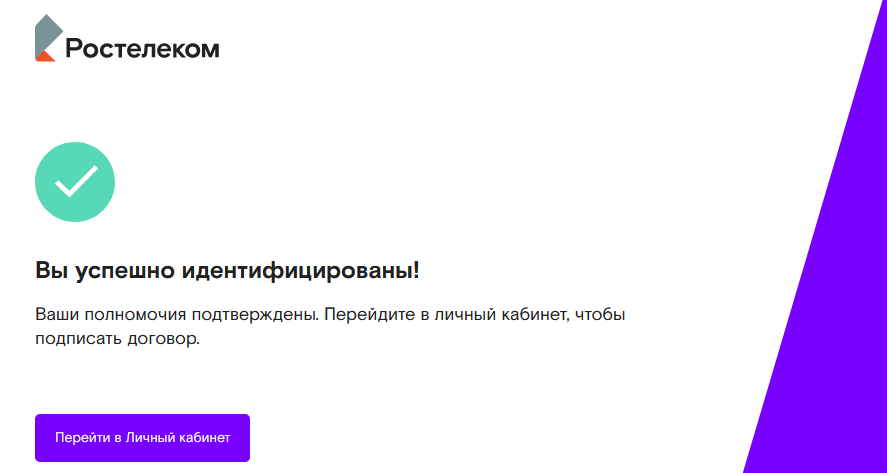 Ростелеком
Вы успешно идентифицированы!
Ваши полномочия подтверждены. Перейдите в личный кабинет, чтобы
подписать договор.
Перейти в Личный кабинет